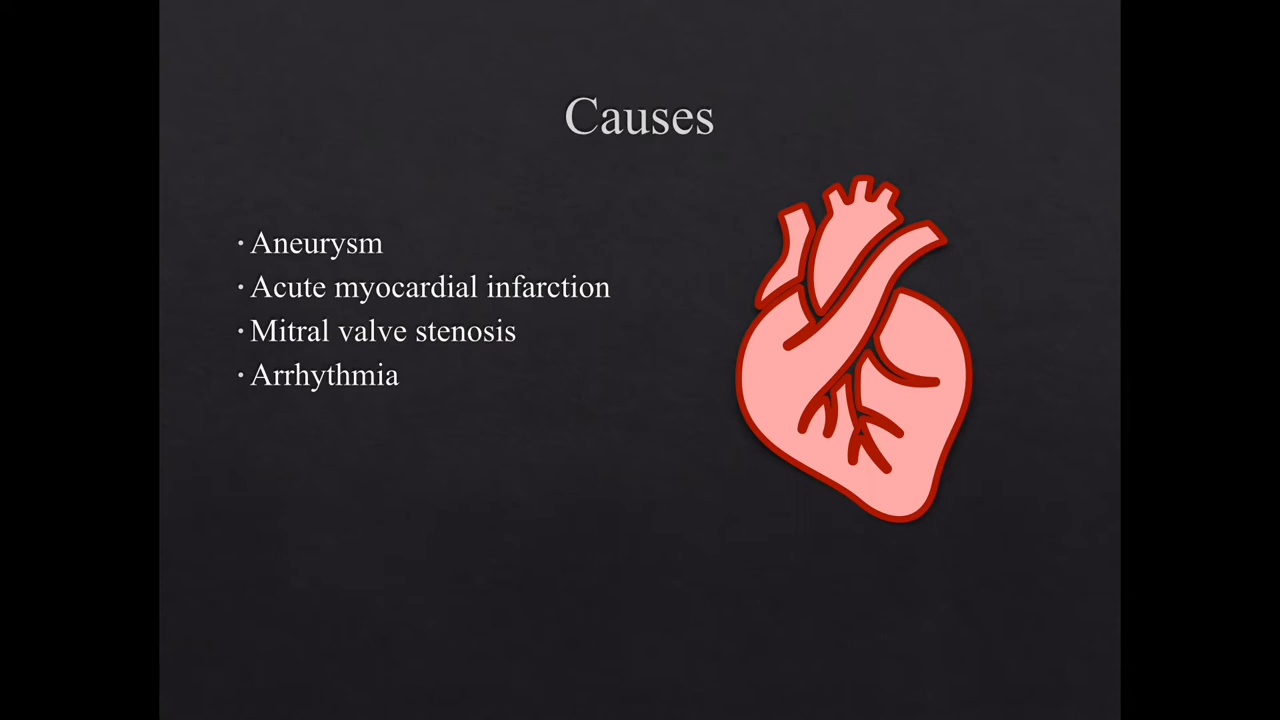 Causes
• Aneurysm
• Acute myocardial infarction
• Mitral valve stenosis
• Arrhythmia